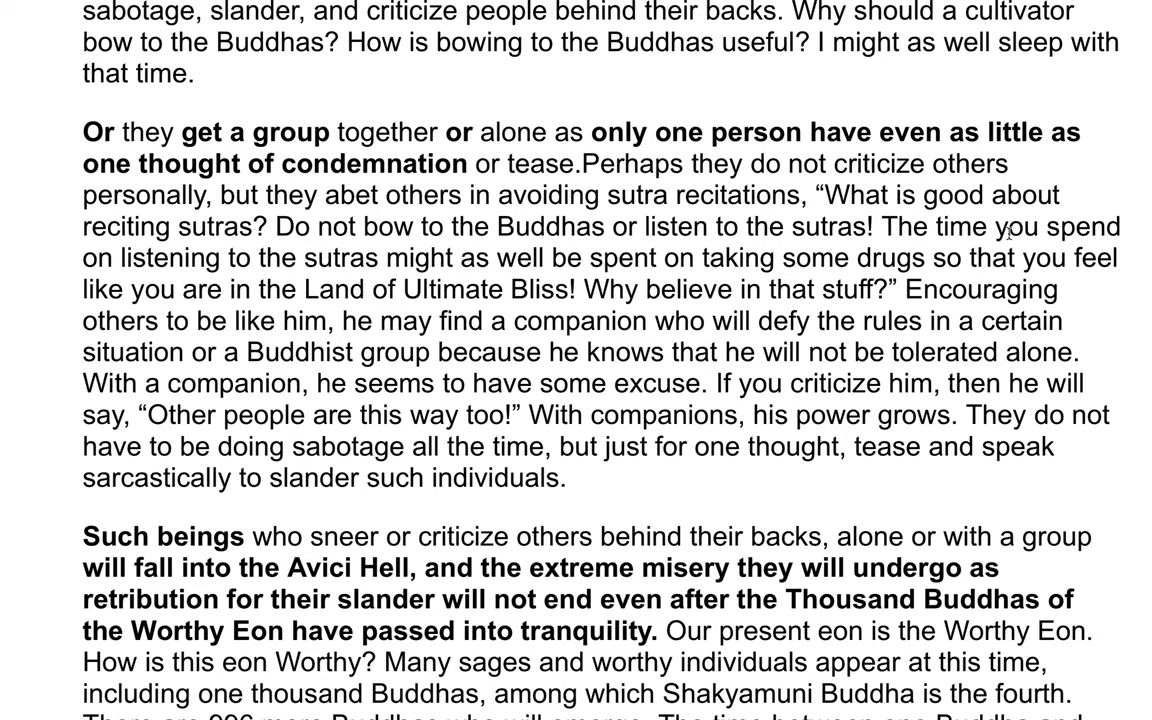 sabotage, slander, and criticize people behind their backs. Why should a cultivator
bow to the Buddhas? How is bowing to the Buddhas useful? I might as well sleep with
that time.
Or they get a group together or alone as only one person have even as little as
one thought of condemnation or tease.Perhaps they do not criticize others
personally, but they abet others in avoiding sutra recitations, “What is good about
reciting sutras? Do not bow to the Buddhas or listen to the sutras! The time you spend
on listening to the sutras might as well be spent on taking some drugs so that you feel
like you are in the Land of Ultimate Bliss! Why believe in that stuff?” Encouraging
others to be like him, he may find a companion who will defy the rules in a certain
situation or a Buddhist group because he knows that he will not be tolerated alone.
With a companion, he seems to have some excuse. If you criticize him, then he will
say, “Other people are this way too!” With companions, his power grows. They do not
have to be doing sabotage all the time, but just for one thought, tease and speak
sarcastically to slander such individuals.
Such beings who sneer or criticize others behind their backs, alone or with a group
will fall into the Avici Hell, and the extreme misery they will undergo as
retribution for their slander will not end even after the Thousand Buddhas of
the Worthy Eon have passed into tranquility. Our present eon is the Worthy Eon.
How is this eon Worthy? Many sages and worthy individuals appear at this time,
including one thousand Buddhas, among which Shakyamuni Buddha is the fourth.
There are 996 more Buddhas who will emerge. The time between one Buddha and